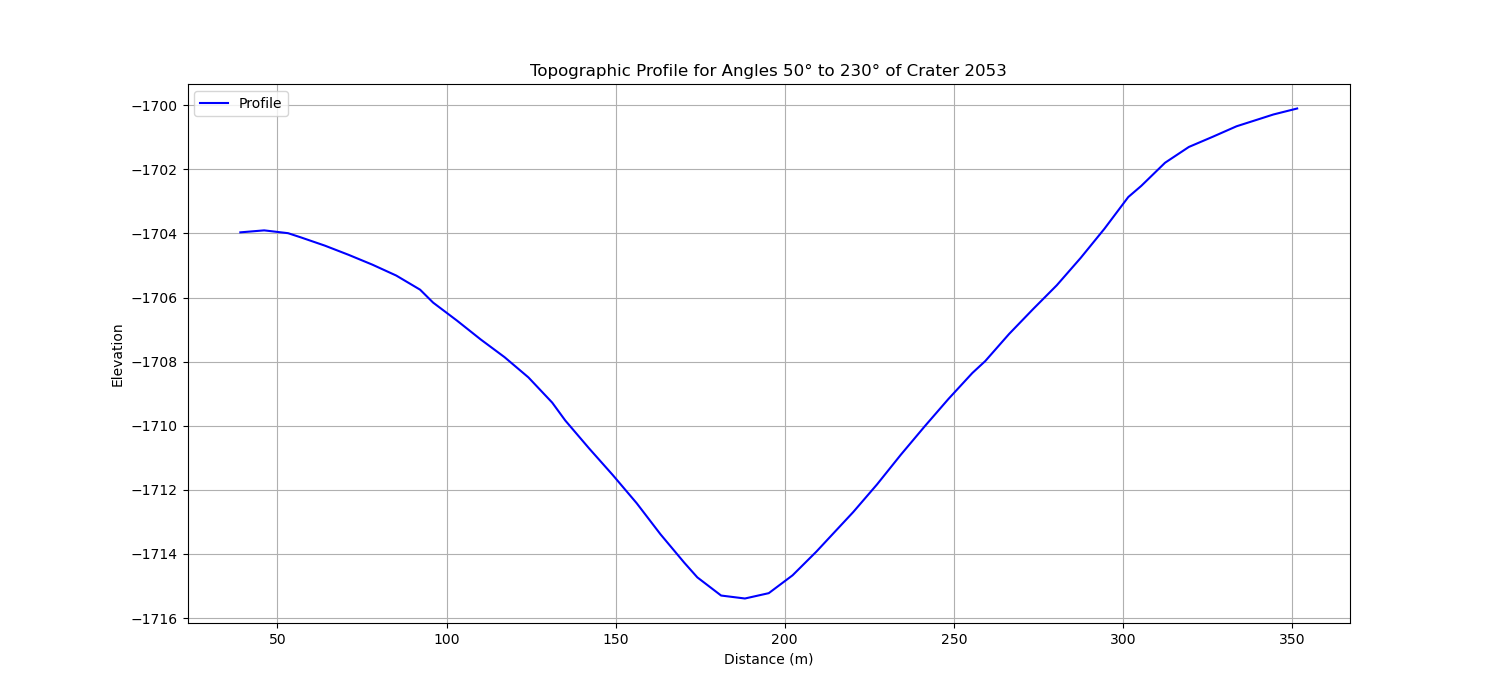 Topographic Profile for Angles 50° to 230° of Crater 2053
Profile
Elevation
−1700
−1702
−1704
−1706
−1708
−1710
−1712
−1714
−1716
50 100 150 200 250 300 350
Distance (m)